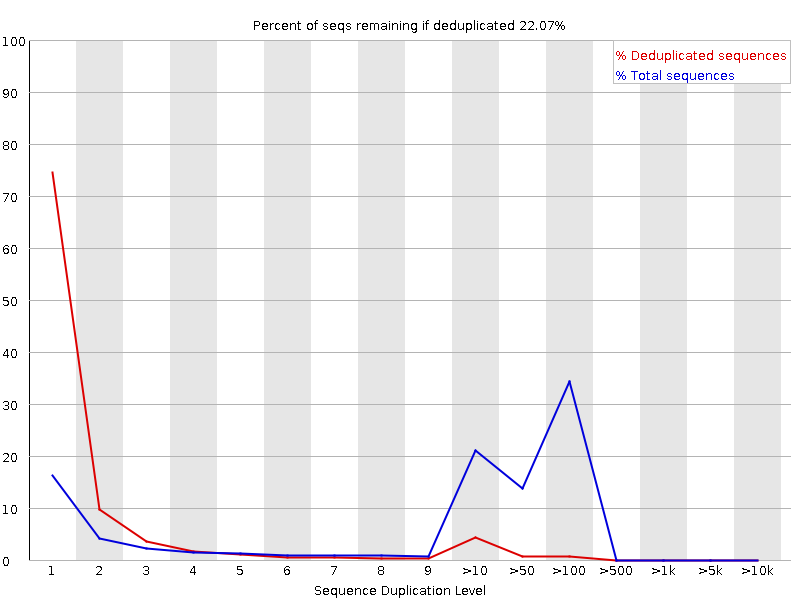 Percent of seqs remaining if deduplicated 22.07%
% Deduplicated sequences
% Total sequences
100
90
80
70
60
50
40
30
20
10
0
1 2 3 4 5 6 7 8 9 >10 >50 >100 >500 >1k >5k >10k
Sequence Duplication Level